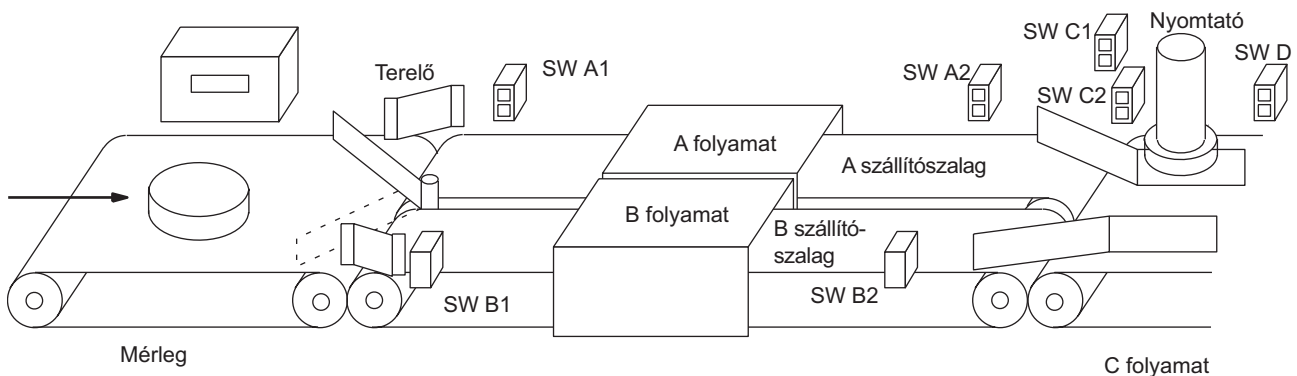 SW C1
Nyomtató
SW D
Terelő
SW A1
SW A2
SW C2
A folyamat
A szállítószalag
B folyamat
B szállító-
szalag
SW B1
SW B2
Mérleg
C folyamat